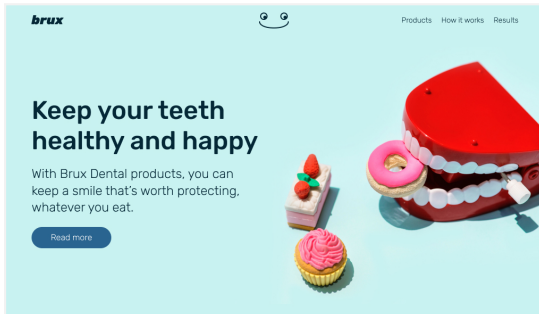 brux
Products How it works Results
Keep your teeth
healthy and happy
With Brux Dental products, you can
keep a smile that's worth protecting,
whatever you eat.
Read more